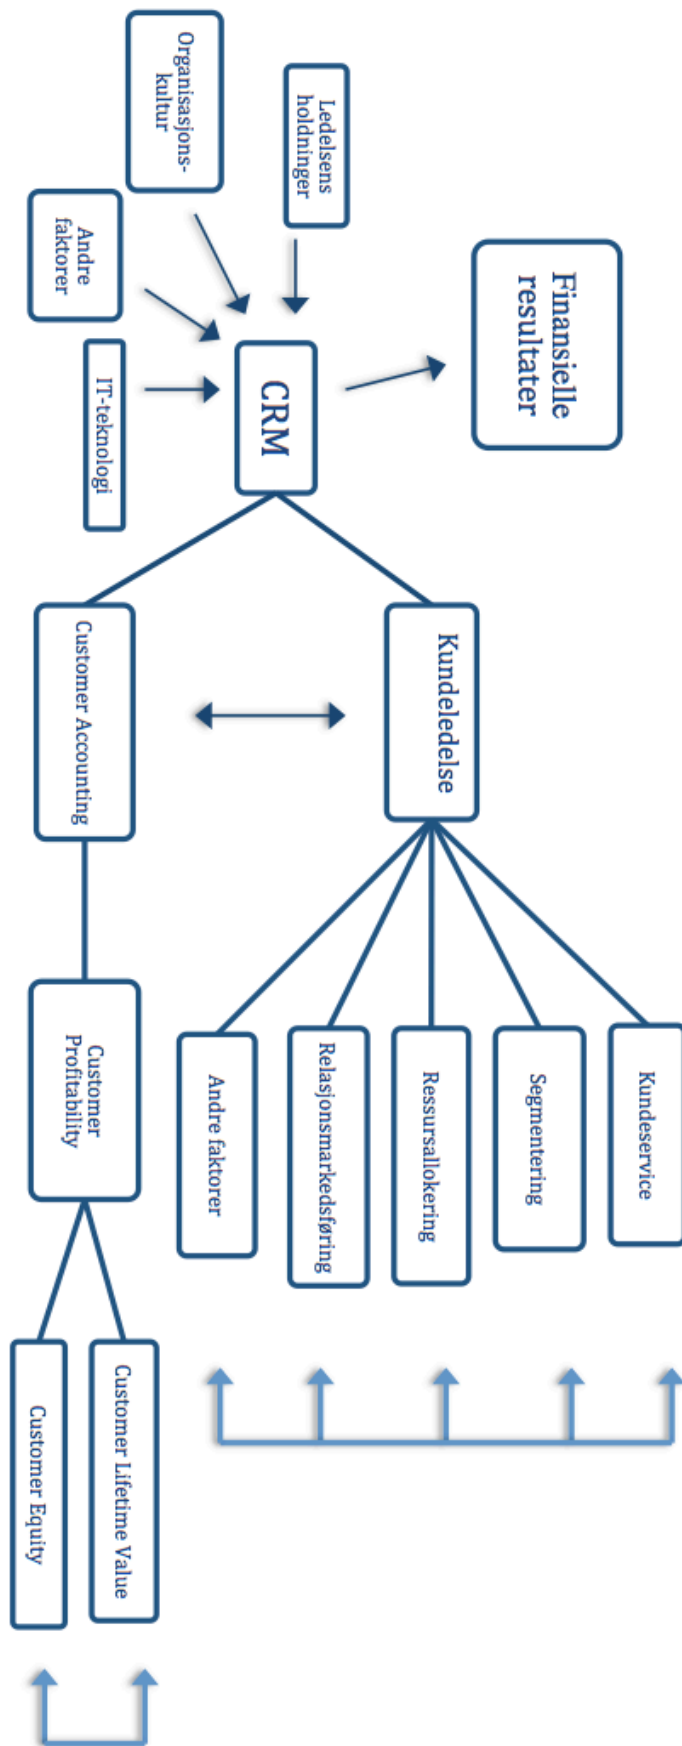 Finansielle
resultater
Ledelsens
holdninger
Organisasjons-
kultur
Andre
faktorer
IT-teknologi
CRM
Kundeledelse
Customer Accounting
Kundeservice
Segmentering
Ressursallokering
Relasjonsmarkedsføring
Andre faktorer
Customer
Profitability
Customer Lifetime Value
Customer Equity